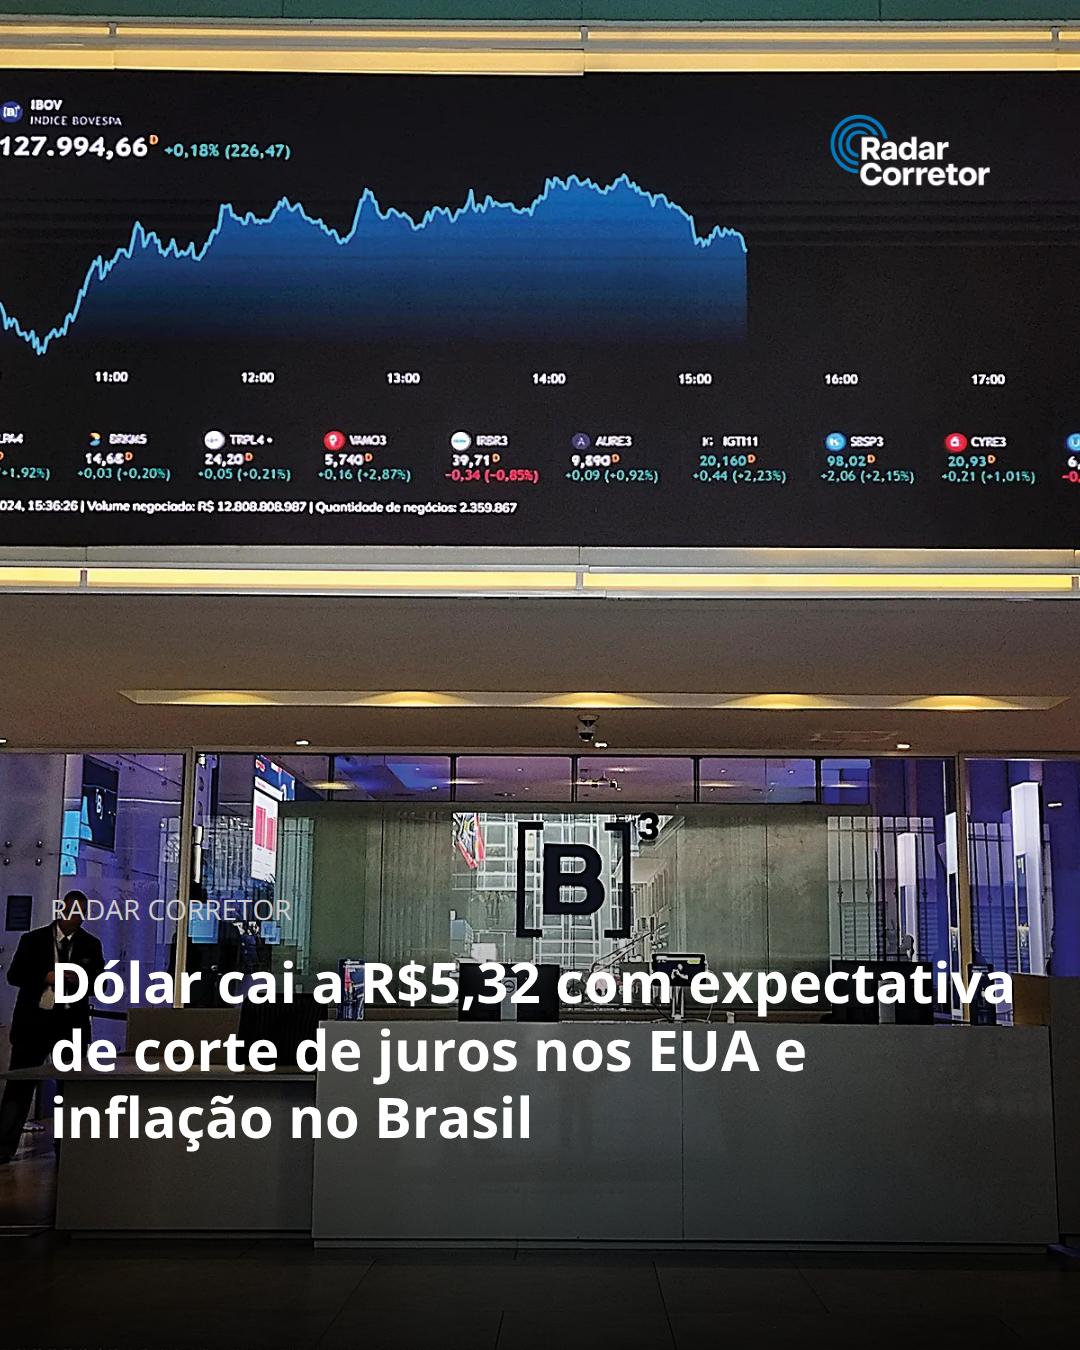 IBOV
INDICE BOVESPA
127.994,66D +0,18% (226,47)
Radar
Corretor
11:00 12:00 13:00 14:00 15:00 16:00 17:00
TRPL4 VAMO3 IRBR3 AURE3 IGTI11 SBSP3 CYRE3
14,68D 24,20D 5,740D 39,71D 9,890D 20,160D 98,02D 20,93D 6,
+1.92%) +0,03 (+0,20%) +0,05 (+0,21%) +0,16 (+2,87%) -0,34 (-0,85%) +0,09 (+0,92%) +0,44 (+2,23%) +2,06 (+2,15%) +0,21 (+1,01%) -0,
024, 15:36:26 | Volume negociado: R$ 12.808.808.987 | Quantidade de negócios: 2.359.867
[B]³
RADAR CORRETOR
Dólar cai a R$5,32 com expectativa
de corte de juros nos EUA e
inflação no Brasil